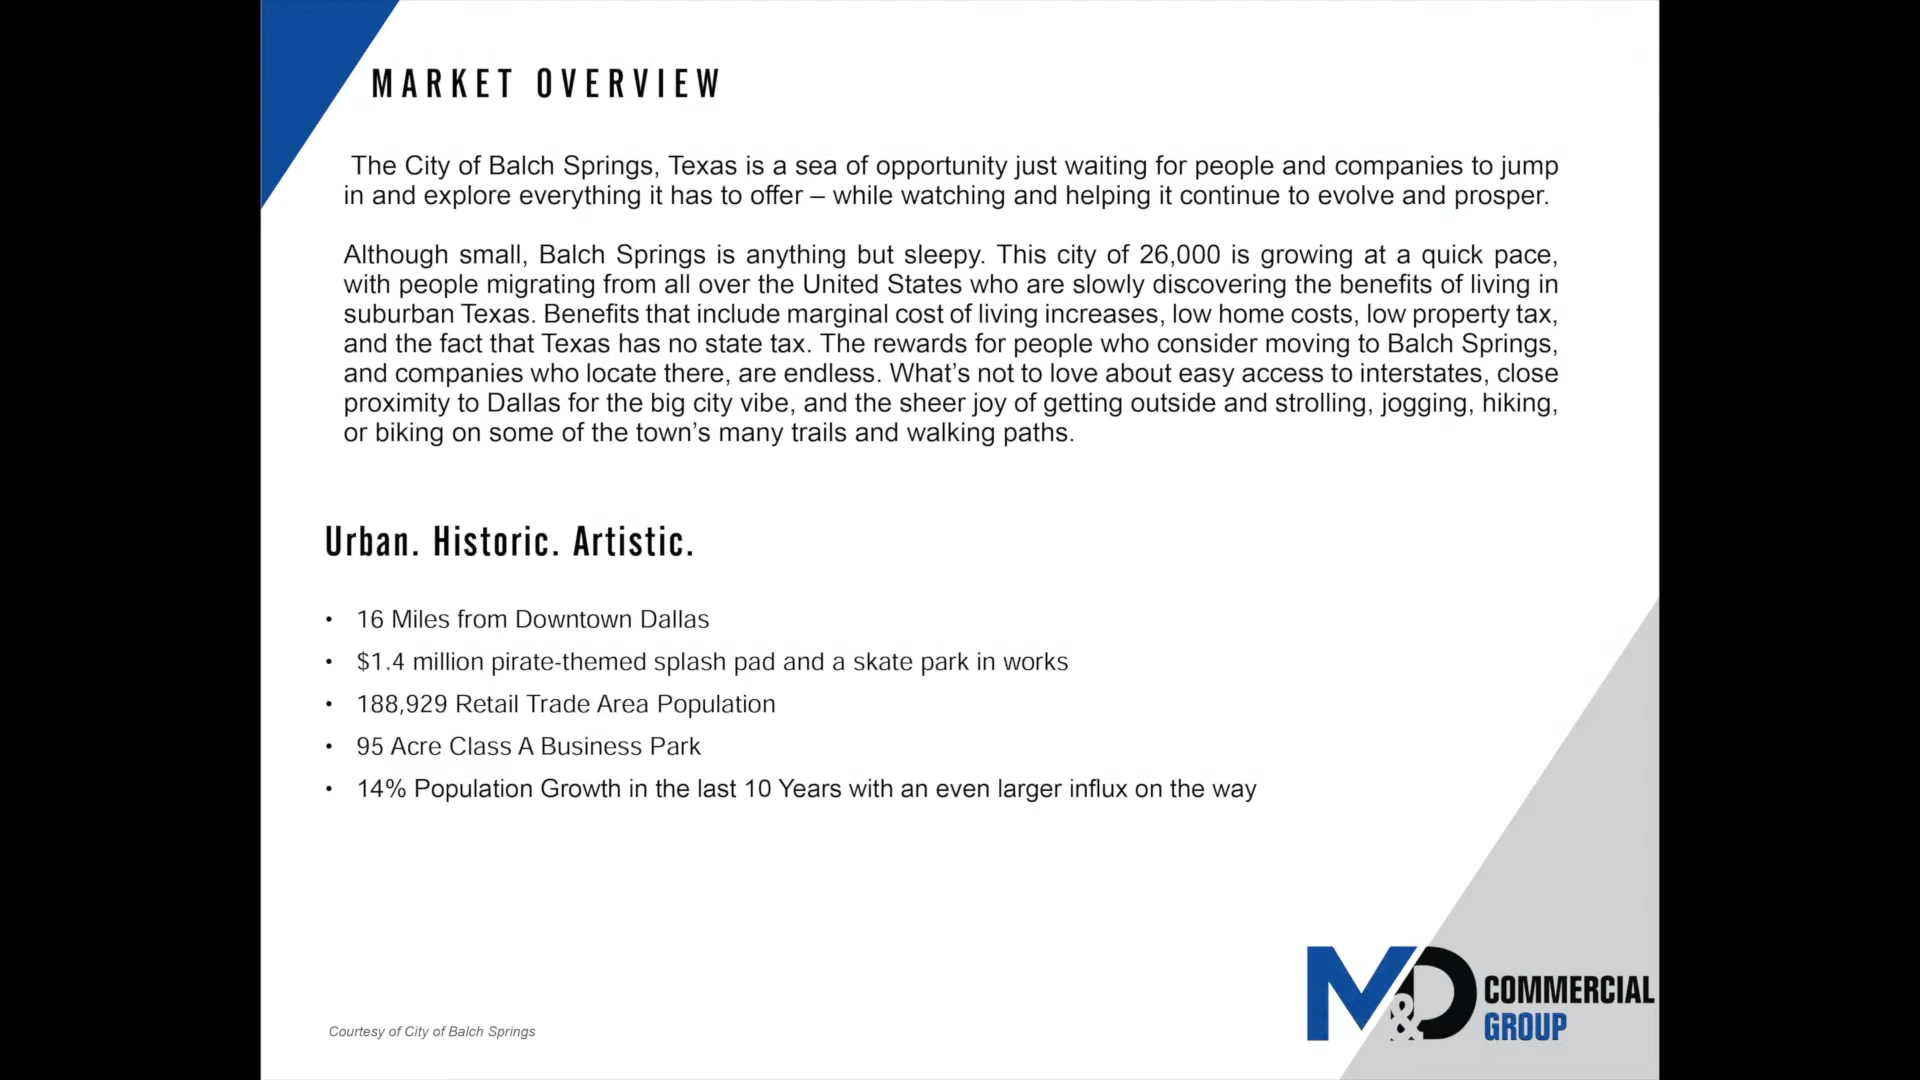 MARKET OVERVIEW
The City of Balch Springs, Texas is a sea of opportunity just waiting for people and companies to jump
in and explore everything it has to offer – while watching and helping it continue to evolve and prosper.
Although small, Balch Springs is anything but sleepy. This city of 26,000 is growing at a quick pace,
with people migrating from all over the United States who are slowly discovering the benefits of living in
suburban Texas. Benefits that include marginal cost of living increases, low home costs, low property tax,
and the fact that Texas has no state tax. The rewards for people who consider moving to Balch Springs,
and companies who locate there, are endless. What’s not to love about easy access to interstates, close
proximity to Dallas for the big city vibe, and the sheer joy of getting outside and strolling, jogging, hiking,
or biking on some of the town’s many trails and walking paths.
Urban. Historic. Artistic.
• 16 Miles from Downtown Dallas
• $1.4 million pirate-themed splash pad and a skate park in works
• 188,929 Retail Trade Area Population
• 95 Acre Class A Business Park
• 14% Population Growth in the last 10 Years with an even larger influx on the way
Courtesy of City of Balch Springs
M&D COMMERCIAL
GROUP